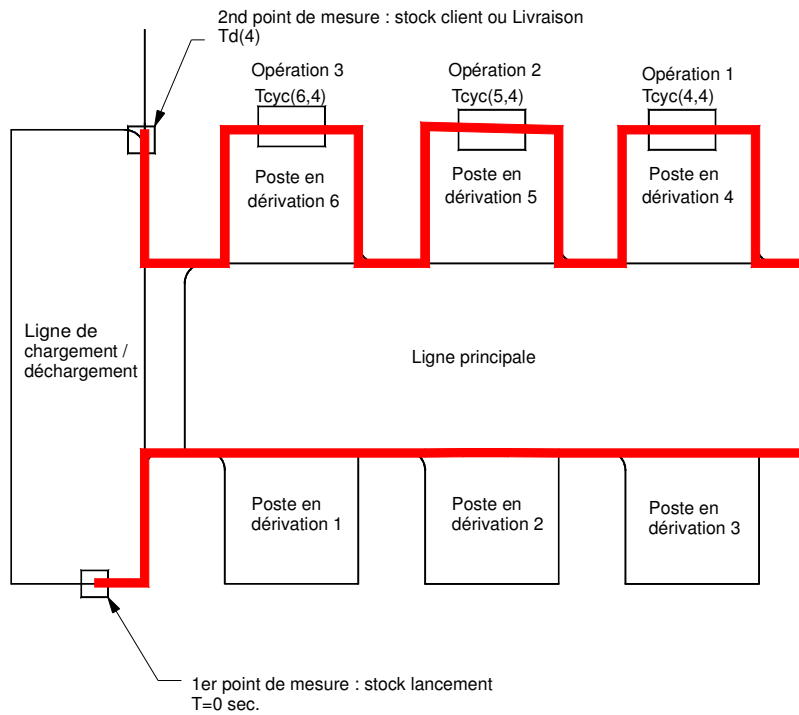 2nd point de mesure : stock client ou Livraison
Td(4)
Opération 3
Tcyc(6,4)
Opération 2
Tcyc(5,4)
Opération 1
Tcyc(4,4)
Poste en
dérivation 6
Poste en
dérivation 5
Poste en
dérivation 4
Ligne de
chargement /
déchargement
Ligne principale
Poste en
dérivation 1
Poste en
dérivation 2
Poste en
dérivation 3
1er point de mesure : stock lancement
T=0 sec.